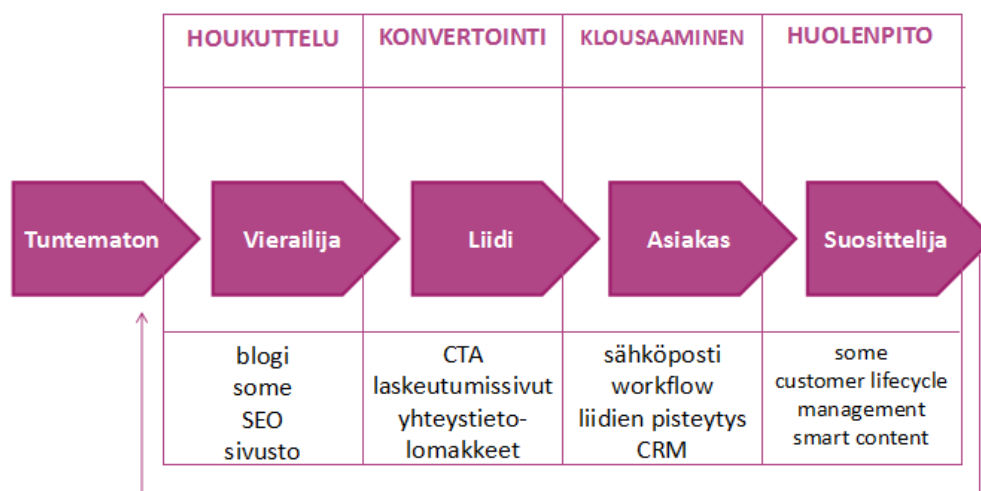 HOUKUTTELU
KONVERTOINTI
KLOUSAAMINEN
HUOLENPITO
Tuntematon
Vierailija
Liidi
Asiakas
Suosittelija
blogi
some
SEO
sivusto
CTA
laskeutumissivut
yhteystieto-
lomakkeet
sähköposti
workflow
liidien pisteytys
CRM
some
customer lifecycle
management
smart content